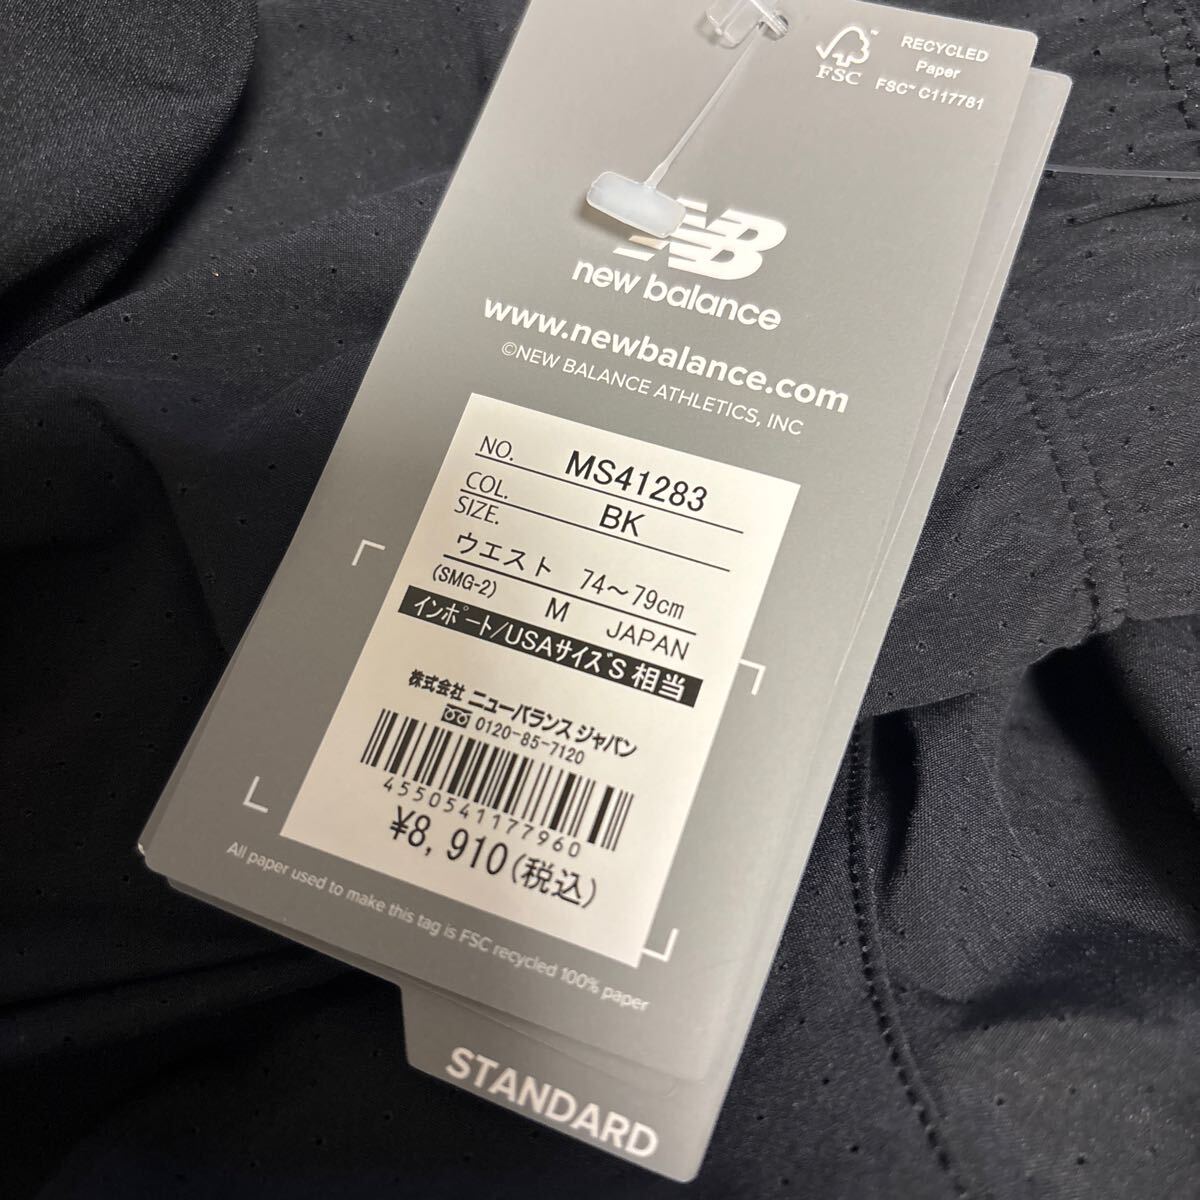 FSC
RECYCLED
Paper
FSC™ C117781
NB
new balance
www.newbalance.com
©NEW BALANCE ATHLETICS, INC
NO. MS41283
COL. BK
SIZE.
ウエスト 74～79cm
(SMG-2) M JAPAN
インポート/USAサイズS 相当
株式会社 ニューバランス ジャパン
0120-85-7120
4550541177960
¥8,910(税込)
All paper used to make this tag is FSC recycled 100% paper
STANDARD